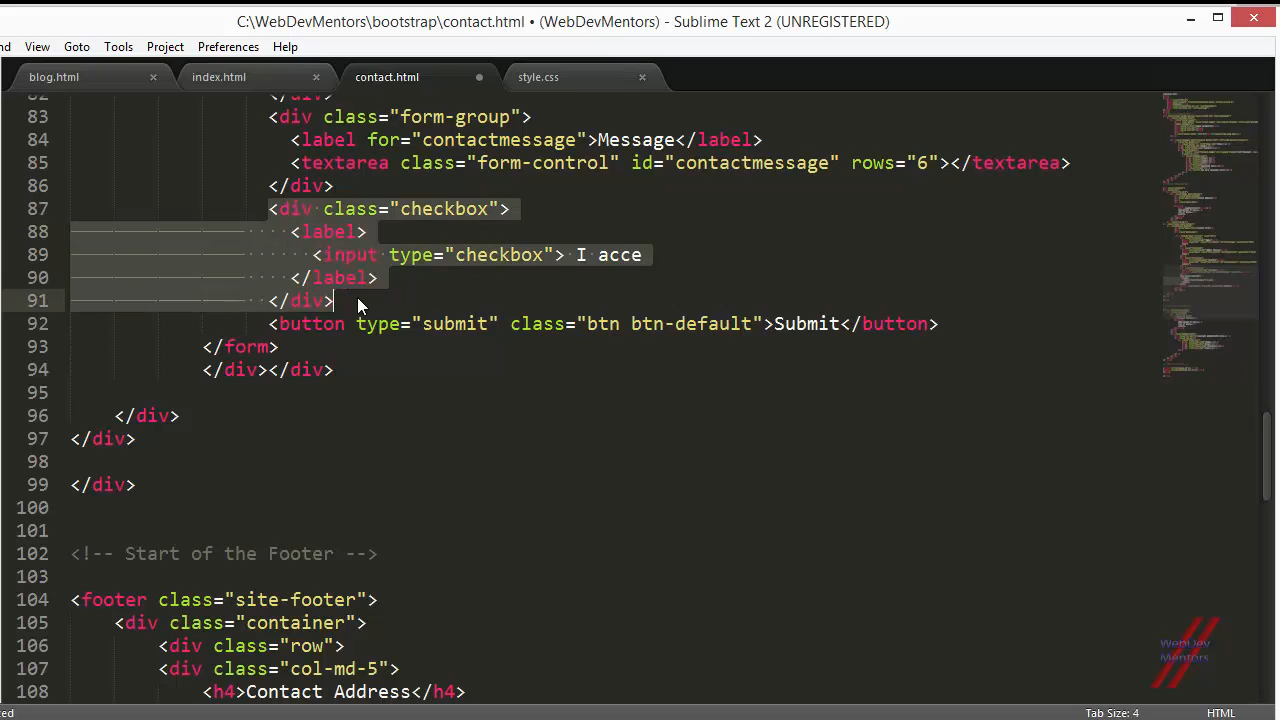 C:\WebDevMentors\bootstrap\contact.html • (WebDevMentors) - Sublime Text 2 (UNREGISTERED)
View Goto Tools Project Preferences Help
blog.html index.html contact.html style.css
82 </div>
83 <div class="form-group">
84 <label for="contactmessage">Message</label>
85 <textarea class="form-control" id="contactmessage" rows="6"></textarea>
86 </div>
87 <div class="checkbox">
88 <label>
89 <input type="checkbox"> I acce
90 </label>
91 </div>
92 <button type="submit" class="btn btn-default">Submit</button>
93 </form>
94 </div></div>
95
96 </div>
97 </div>
98
99 </div>
100
101
102 <!-- Start of the Footer -->
103
104 <footer class="site-footer">
105 <div class="container">
106 <div class="row">
107 <div class="col-md-5">
108 <h4>Contact Address</h4>
WebDev
Mentors
Tab Size: 4 HTML